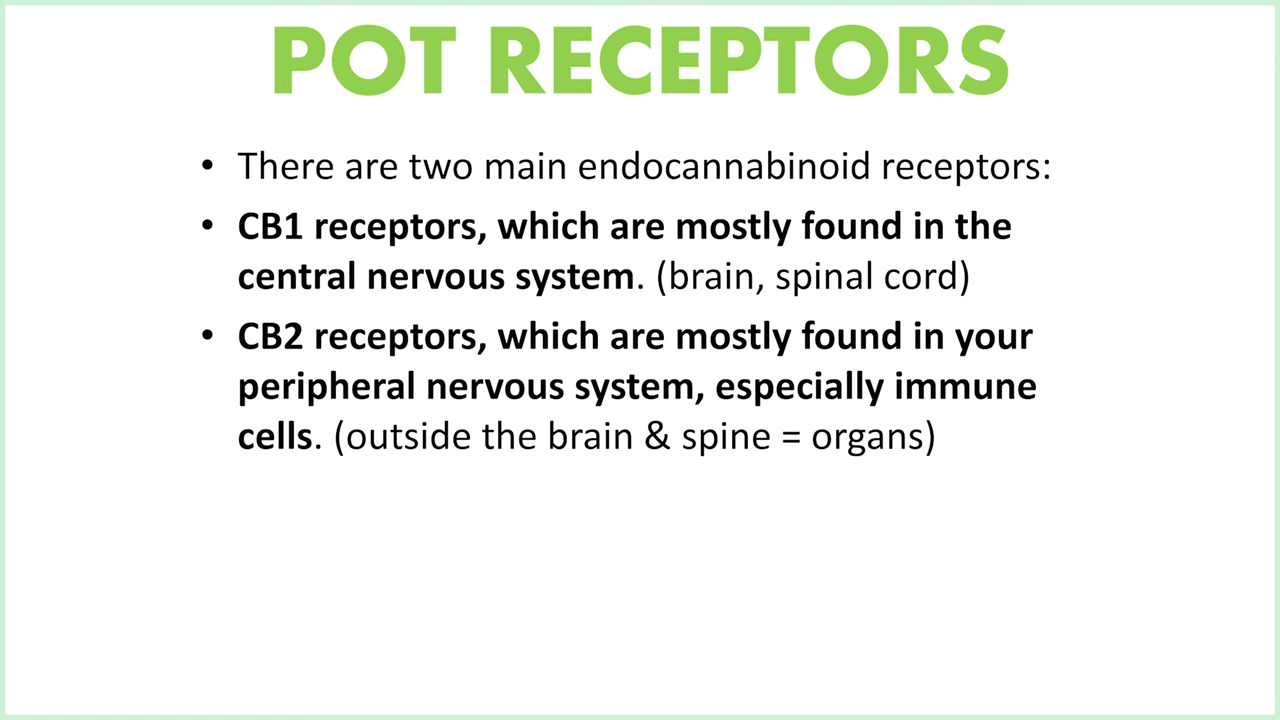 POT RECEPTORS
• There are two main endocannabinoid receptors:
• CB1 receptors, which are mostly found in the
central nervous system. (brain, spinal cord)
• CB2 receptors, which are mostly found in your
peripheral nervous system, especially immune
cells. (outside the brain & spine = organs)